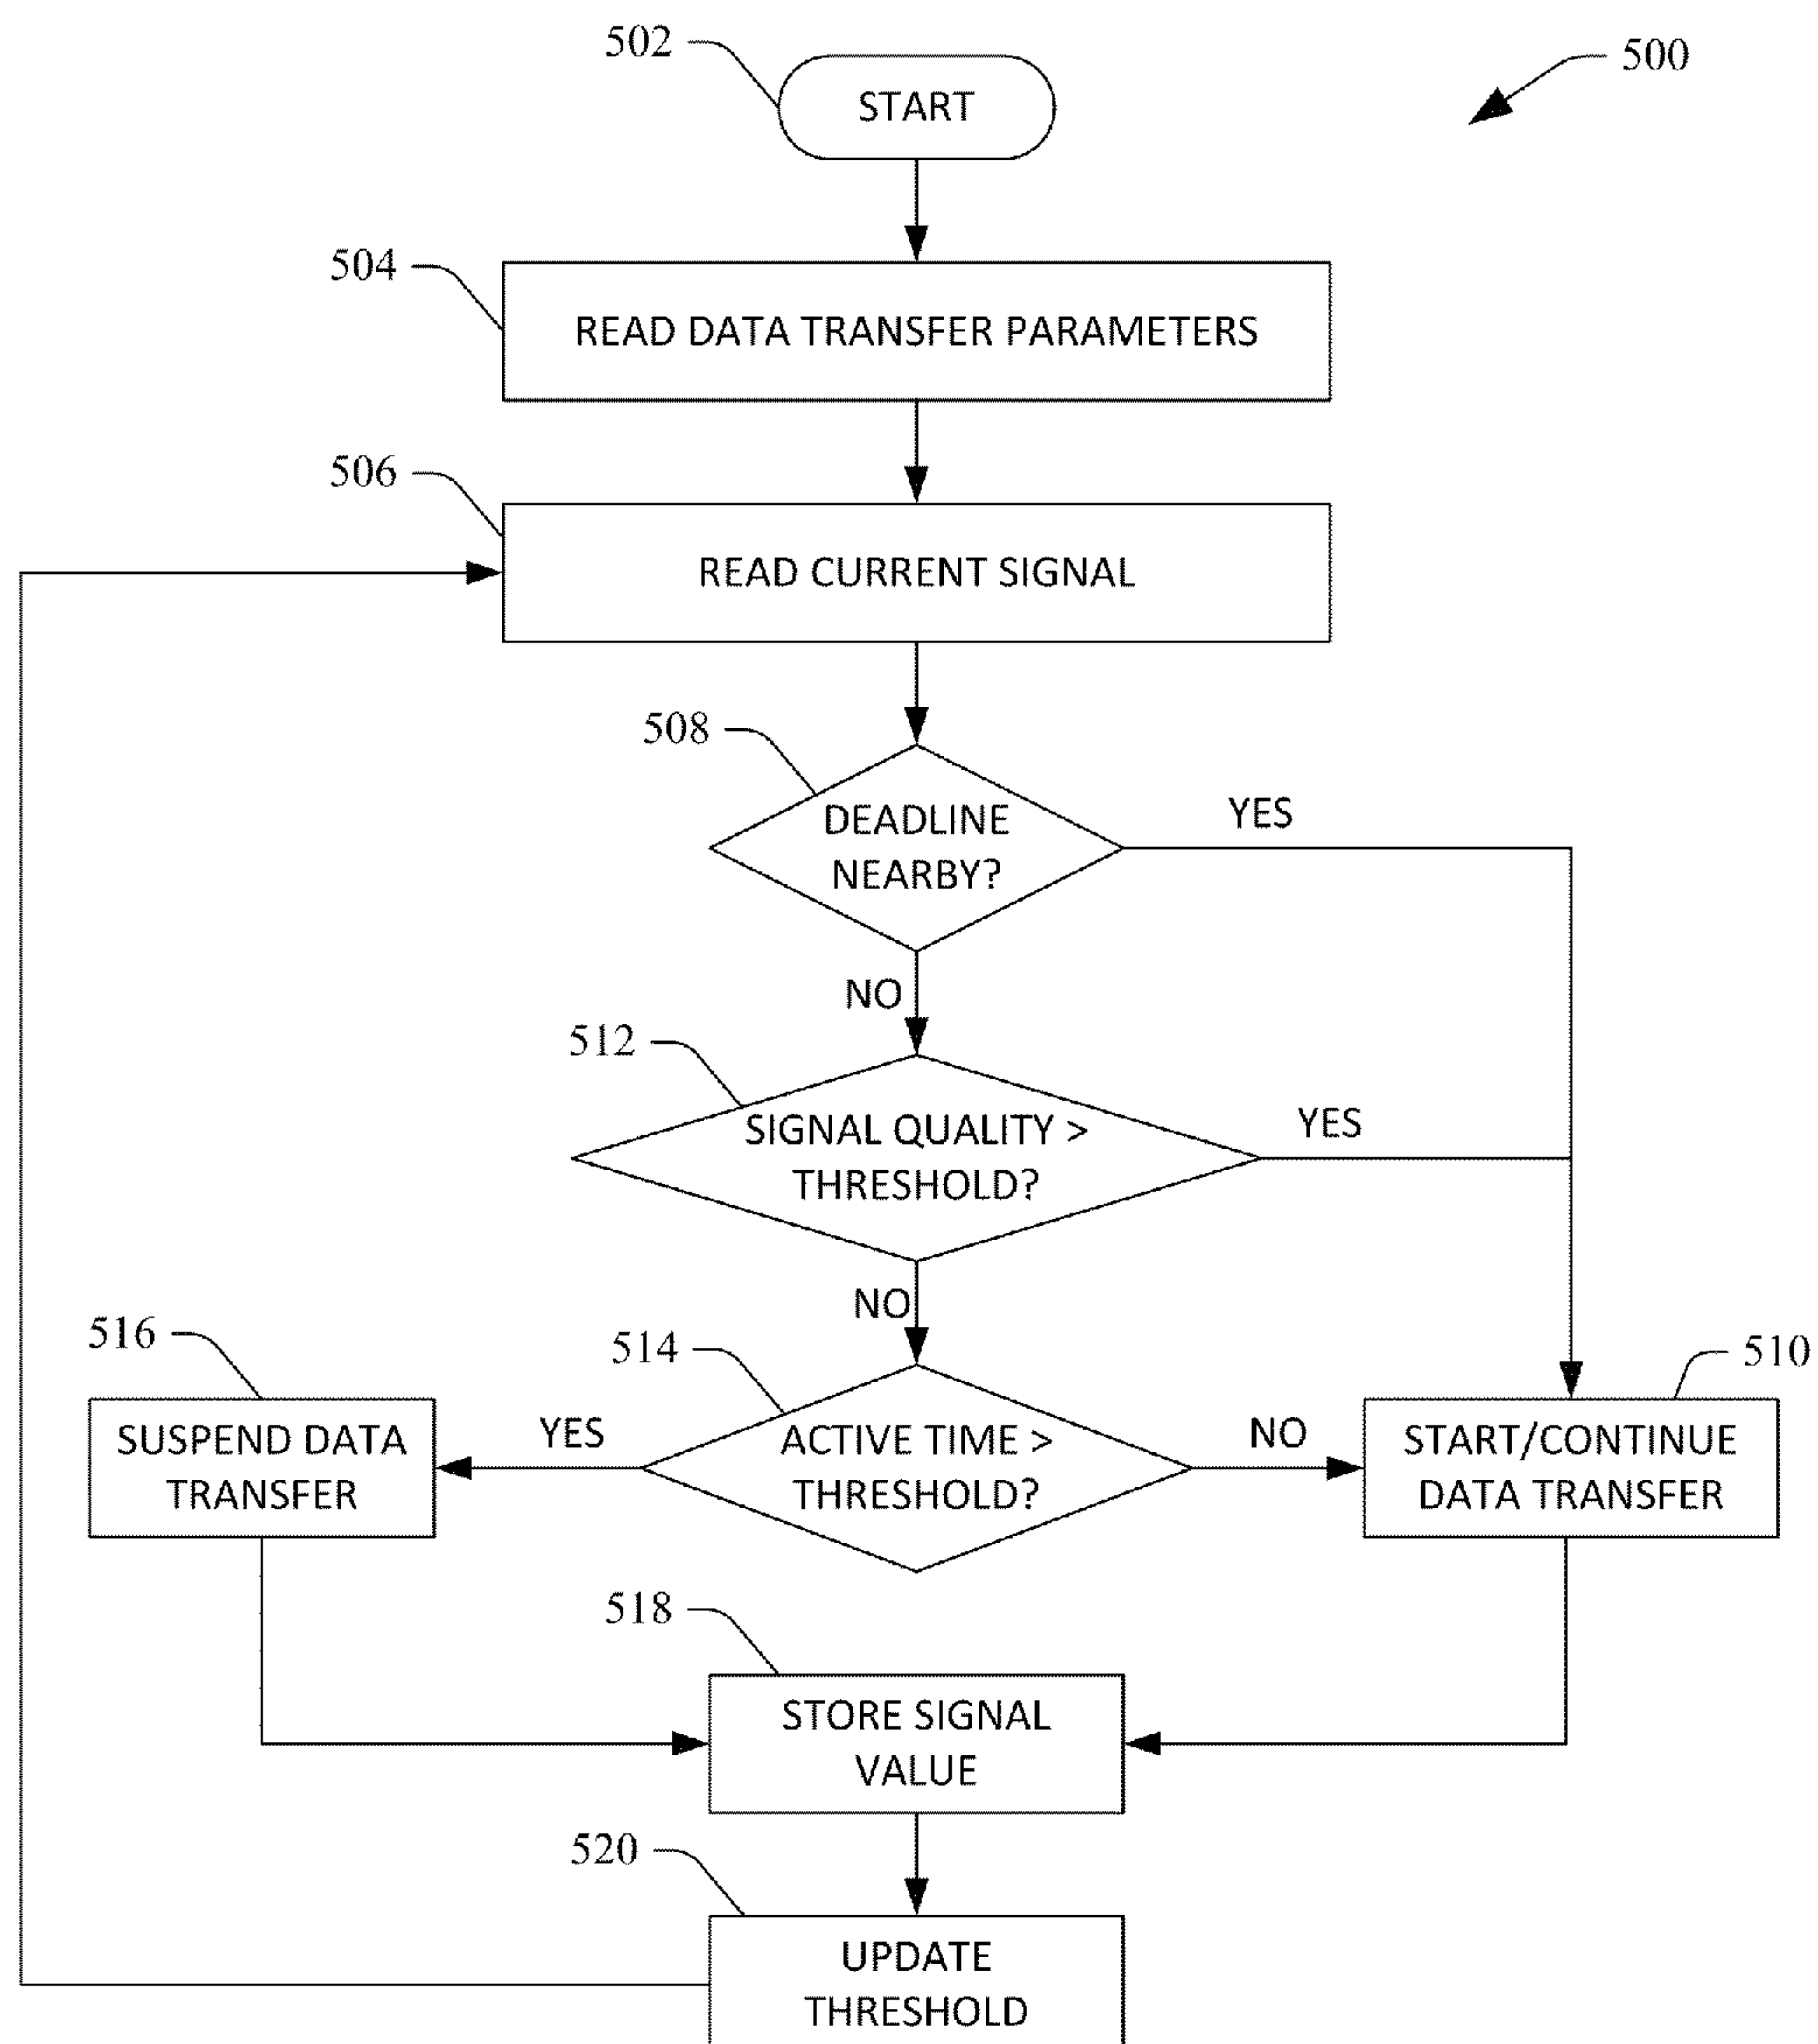 502
START
500
504
READ DATA TRANSFER PARAMETERS
506
READ CURRENT SIGNAL
508
DEADLINE
NEARBY?
YES
NO
512
SIGNAL QUALITY >
THRESHOLD?
YES
NO
516
SUSPEND DATA
TRANSFER
YES
514
ACTIVE TIME >
THRESHOLD?
NO
510
START/CONTINUE
DATA TRANSFER
518
STORE SIGNAL
VALUE
520
UPDATE
THRESHOLD